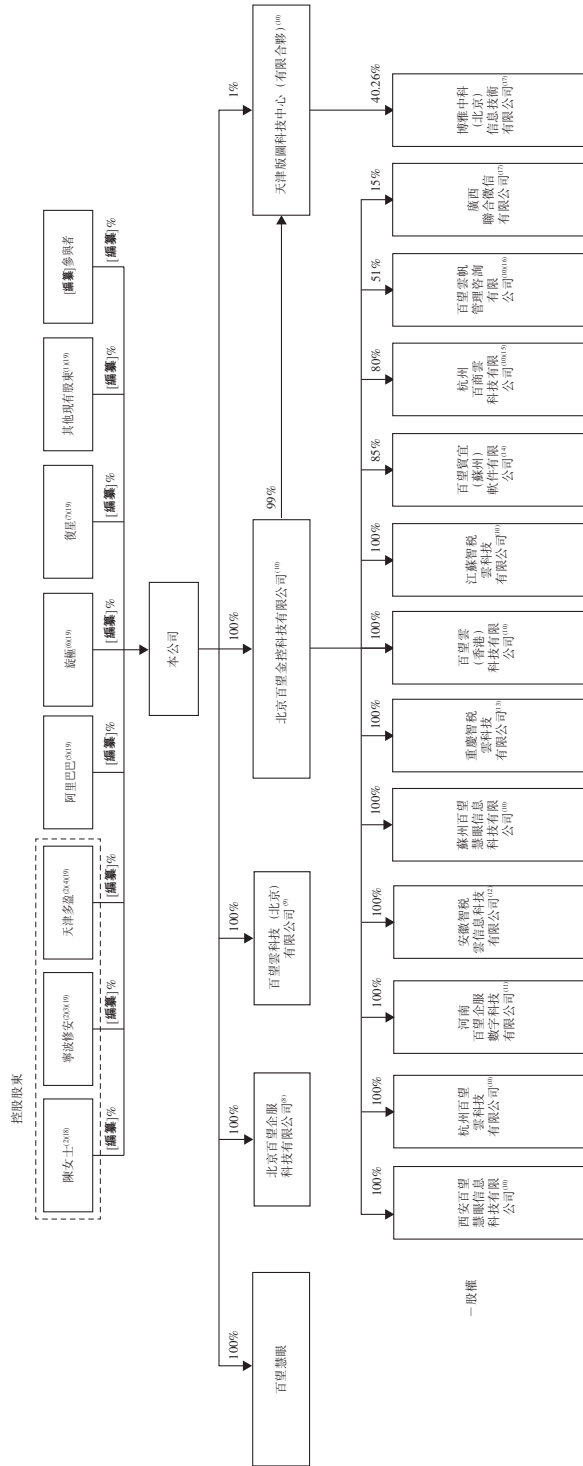 控股股東
陳女士(2)(18)
寧波修安(2)(3)(19)
天津多盈(2)(4)(19)
阿里巴巴(5)(19)
旋極(6)(19)
復星(7)(19)
其他現有股東(1)(19)
[編纂]參與者
[編纂]%
[編纂]%
[編纂]%
[編纂]%
[編纂]%
[編纂]%
[編纂]%
[編纂]%
本公司
100%
100%
100%
100%
1%
百望慧眼
北京百望企服
科技有限公司(8)
百望雲科技（北京）
有限公司(9)
北京百望金控科技有限公司(10)
99%
天津版圖科技中心（有限合夥）(10)
100%
100%
100%
100%
100%
100%
100%
100%
85%
80%
51%
15%
40.26%
西安百望
慧眼信息
科技有限
公司(10)
杭州百望
雲科技
有限公司(10)
河南
百望企服
數字科技
有限公司(11)
安徽智稅
雲信息科技
有限公司(12)
蘇州百望
慧眼信息
科技有限
公司(10)
重慶智稅
雲科技
有限公司(13)
百望雲
（香港）
科技有限
公司(10)
江蘇智稅
雲科技
有限公司(10)
百望貿宜
（蘇州）
軟件有限
公司(14)
杭州
百商雲
科技有限
公司(10)(15)
百望雲帆
管理咨詢
有限
公司(10)(16)
廣西
聯合徵信
有限公司(17)
博雅中科
（北京）
信息技術
有限公司(17)
－股權